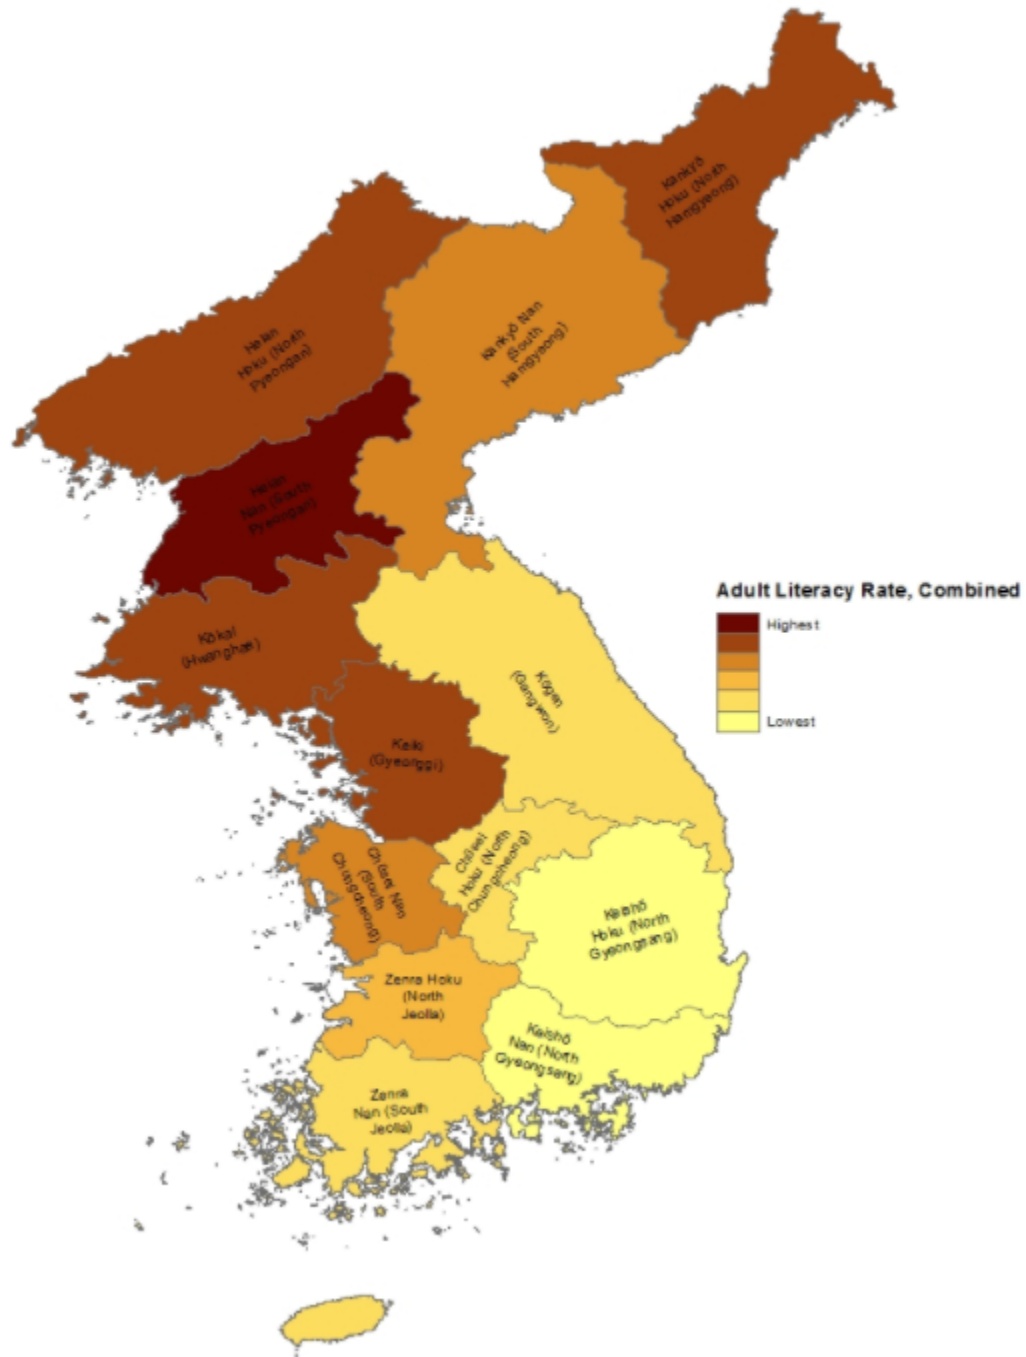 Kankyō
Hoku (North
Hamgyeong)
Heian
Hoku (North
Pyeongan)
Kankyō Nan
(South
Hamgyeong)
Heian
Nan (South
Pyeongan)
Adult Literacy Rate, Combined
Highest
Lowest
Kōkai
(Hwanghae)
Kōgen
(Gangwon)
Keiki
(Gyeonggi)
Chūsei
Hoku (North
Chungcheong)
Chūsei Nan
(South
Chungcheong)
Keishō
Hoku (North
Gyeongsang)
Zenra Hoku
(North
Jeolla)
Keishō
Nan (North
Gyeongsang)
Zenra
Nan (South
Jeolla)